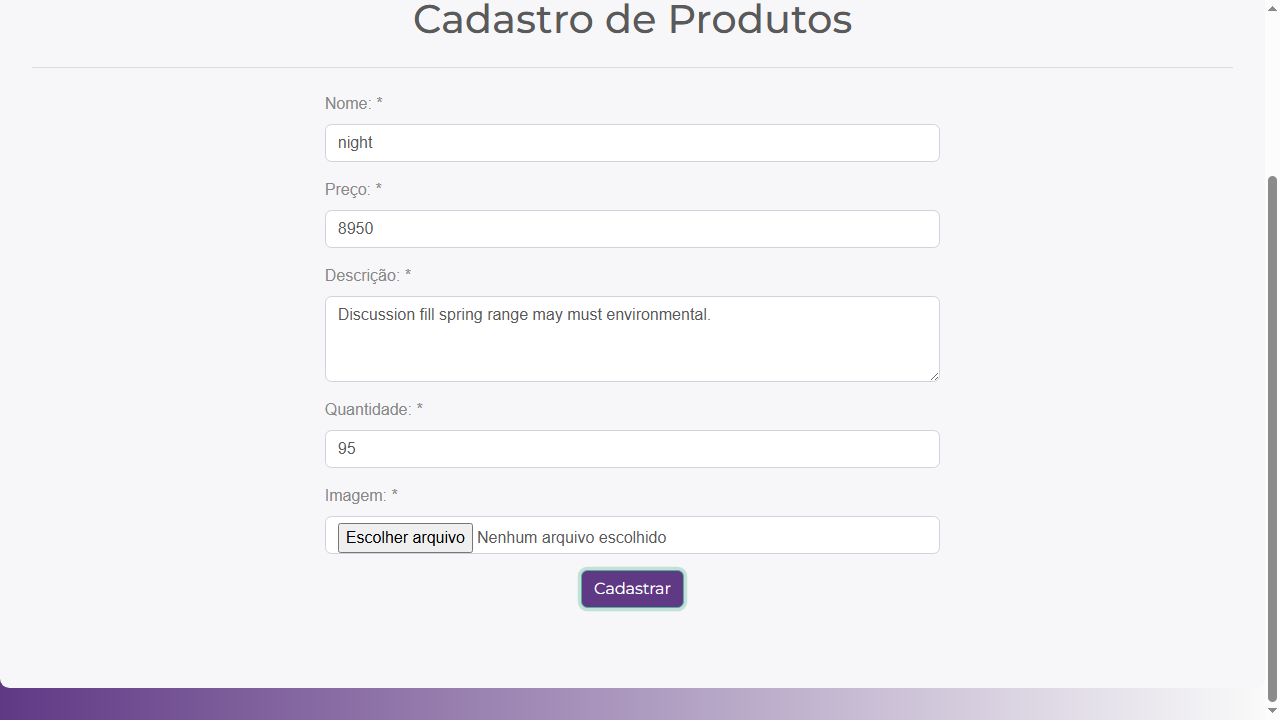 Cadastro de Produtos
Nome: *
night
Preço: *
8950
Descrição: *
Discussion fill spring range may must environmental.
Quantidade: *
95
Imagem: *
Escolher arquivo Nenhum arquivo escolhido
Cadastrar